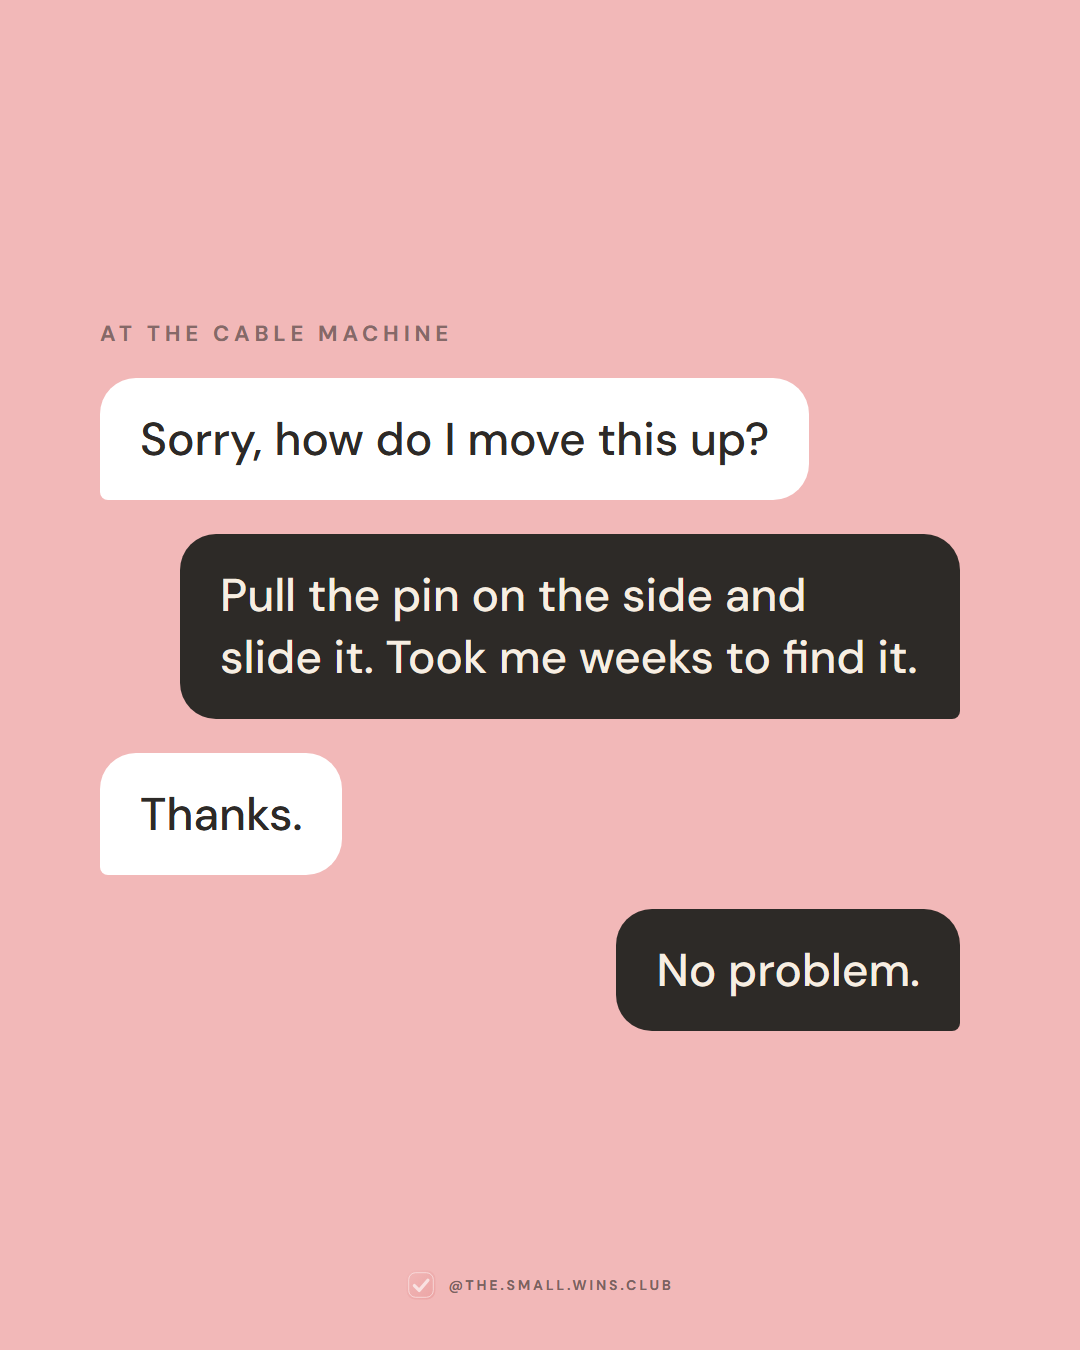 AT THE CABLE MACHINE
Sorry, how do I move this up?
Pull the pin on the side and
slide it. Took me weeks to find it.
Thanks.
No problem.
@THE.SMALL.WINS.CLUB